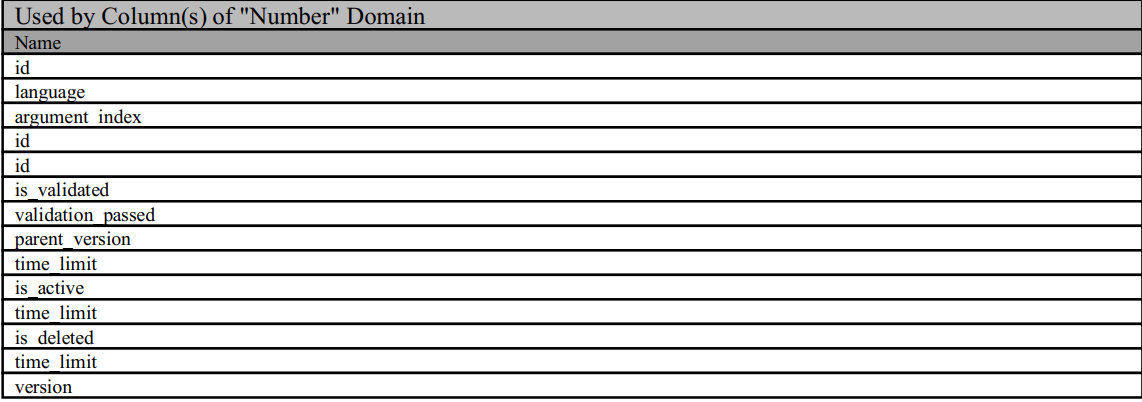 Used by Column(s) of "Number" Domain
Name
id
language
argument_index
id
id
is_validated
validation_passed
parent_version
time_limit
is_active
time_limit
is_deleted
time_limit
version